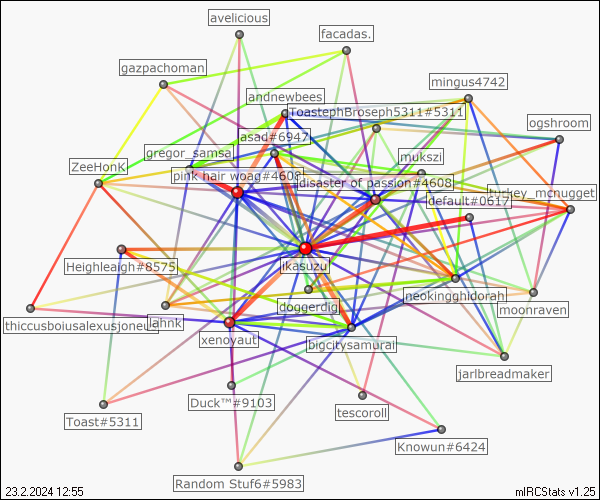 avelicious
facadas.
gazpachoman
mingus4742
andnewbees
ToastephBroseph5311#5311
ogshroom
asad#6947
gregor_samsa
mukszi
ZeeHonK
pink hair woag#4608
disaster of passion#4608
turkey_mcnugget
default#0617
Heighleaigh#8575
ikasuzu
neokingghidorah
doggerdig
moonraven
thiccusboiusalexusjoneus
lahnk
xenoyaut
bigcitysamurai
jarlbreadmaker
Duck™#9103
tescoroll
Toast#5311
Knowun#6424
Random Stuf6#5983
23.2.2024 12:55
mIRCStats v1.25